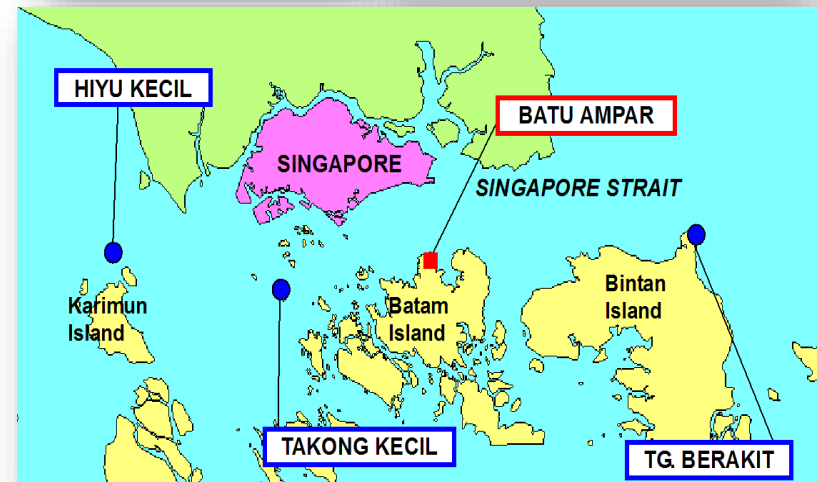 HIYU KECIL
BATU AMPAR
SINGAPORE
SINGAPORE STRAIT
Karimun
Island
Batam
Island
Bintan
Island
TAKONG KECIL
TG. BERAKIT